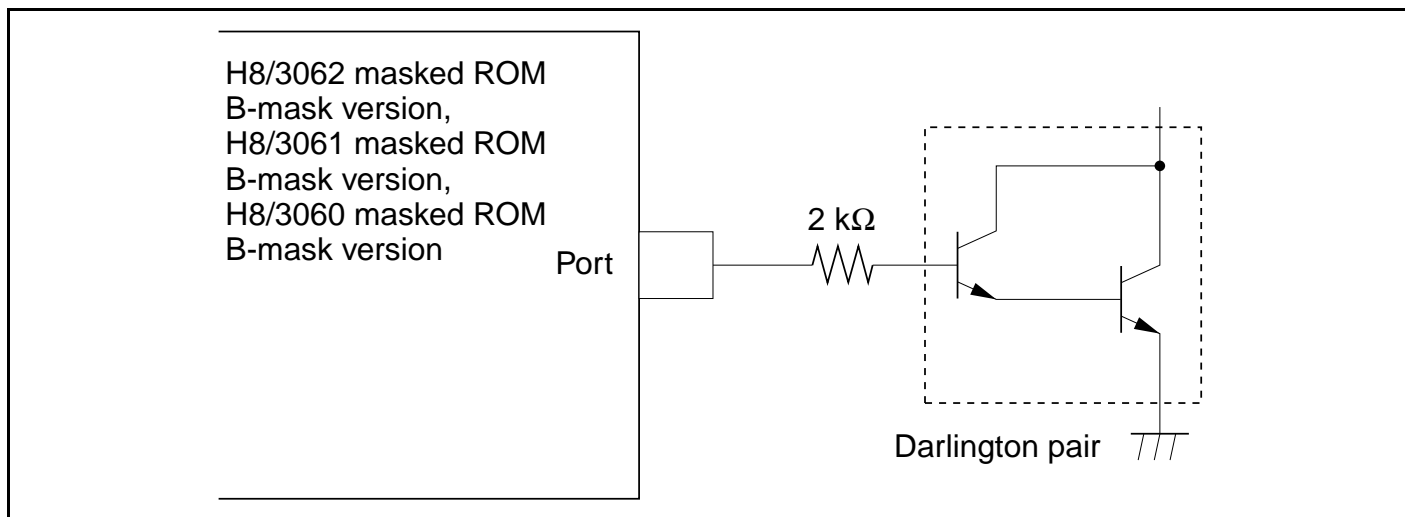 H8/3062 masked ROM
B-mask version,
H8/3061 masked ROM
B-mask version,
H8/3060 masked ROM
B-mask version
Port
2 kΩ
Darlington pair